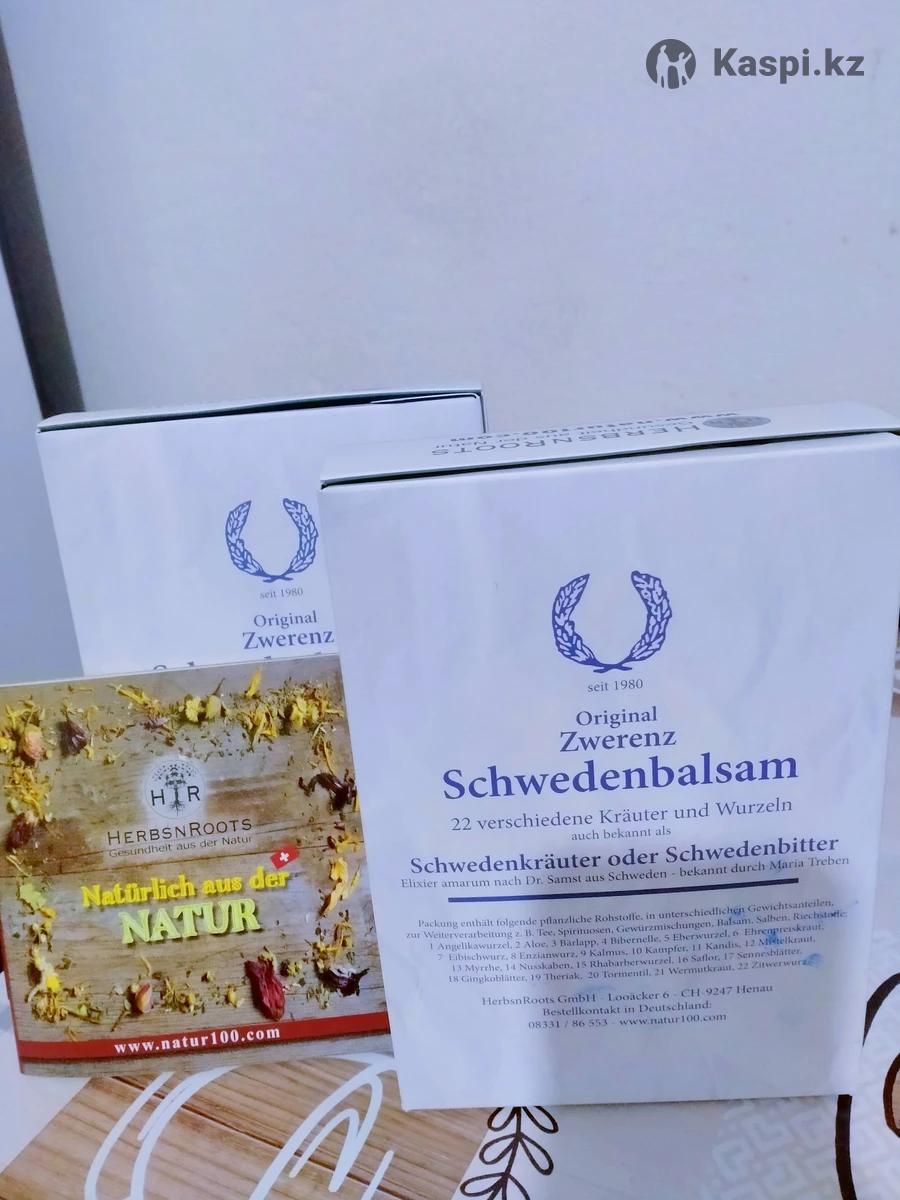 Kaspi.kz
HERBSNROOTS
www.natur100.com
seit 1980
Original
Zwerenz
seit 1980
Original
Zwerenz
Schwedenbalsam
22 verschiedene Kräuter und Wurzeln
auch bekannt als
Schwedenkräuter oder Schwedenbitter
Elixier amarum nach Dr. Samst aus Schweden - bekannt durch Maria Treben
Packung enthält folgende pflanzliche Rohstoffe, in unterschiedlichen Gewichtsanteilen,
zur Weiterverarbeitung z. B. Tee, Spirituosen, Gewürzmischungen, Balsam, Salben, Riechstoffe:
1 Angelikawurzel, 2 Aloe, 3 Bärlapp, 4 Bibernelle, 5 Eberwurzel, 6 Ehrenpreiskraut,
7 Eibischwurz, 8 Enzianwurz, 9 Kalmus, 10 Kampfer, 11 Kandis, 12 Mistelkraut,
13 Myrrhe, 14 Nusskaben, 15 Rhabarberwurzel, 16 Saflor, 17 Sennesblätter,
18 Gingkoblätter, 19 Theriak, 20 Tormentil, 21 Wermutkraut, 22 Zitwerwurz
HerbsnRoots GmbH - Looäcker 6 - CH-9247 Henau
Bestellkontakt in Deutschland:
08331 / 86 553 - www.natur100.com
HTR
HERBSNROOTS
Gesundheit aus der Natur
Natürlich aus der
NATUR
www.natur100.com